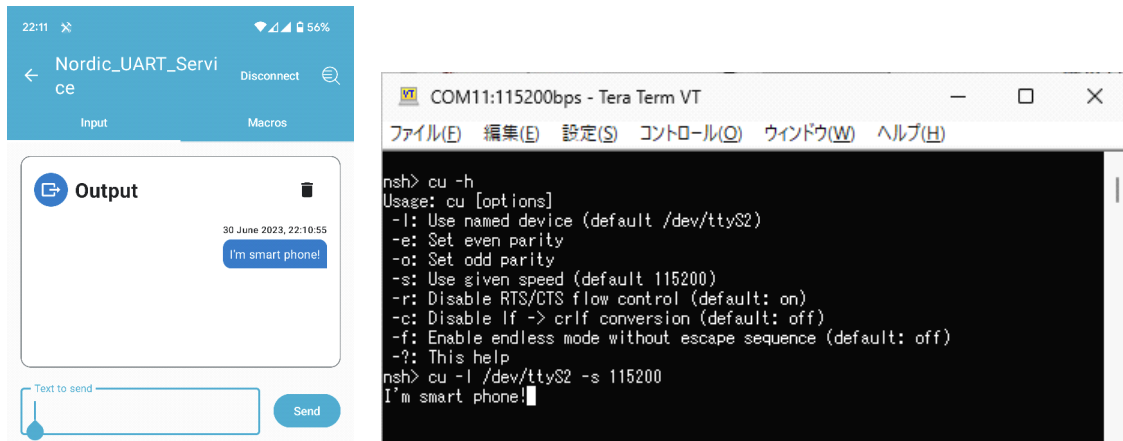 22:11
56%
Nordic_UART_Servi
ce
Disconnect
Input
Macros
Output
30 June 2023, 22:10:55
I'm smart phone!
Text to send
Send
COM11:115200bps - Tera Term VT
ファイル(F) 編集(E) 設定(S) コントロール(O) ウィンドウ(W) ヘルプ(H)
nsh> cu -h
Usage: cu [options]
-l: Use named device (default /dev/ttyS2)
-e: Set even parity
-o: Set odd parity
-s: Use given speed (default 115200)
-r: Disable RTS/CTS flow control (default: on)
-c: Disable lf -> crlf conversion (default: off)
-f: Enable endless mode without escape sequence (default: off)
-?: This help
nsh> cu -l /dev/ttyS2 -s 115200
I'm smart phone!